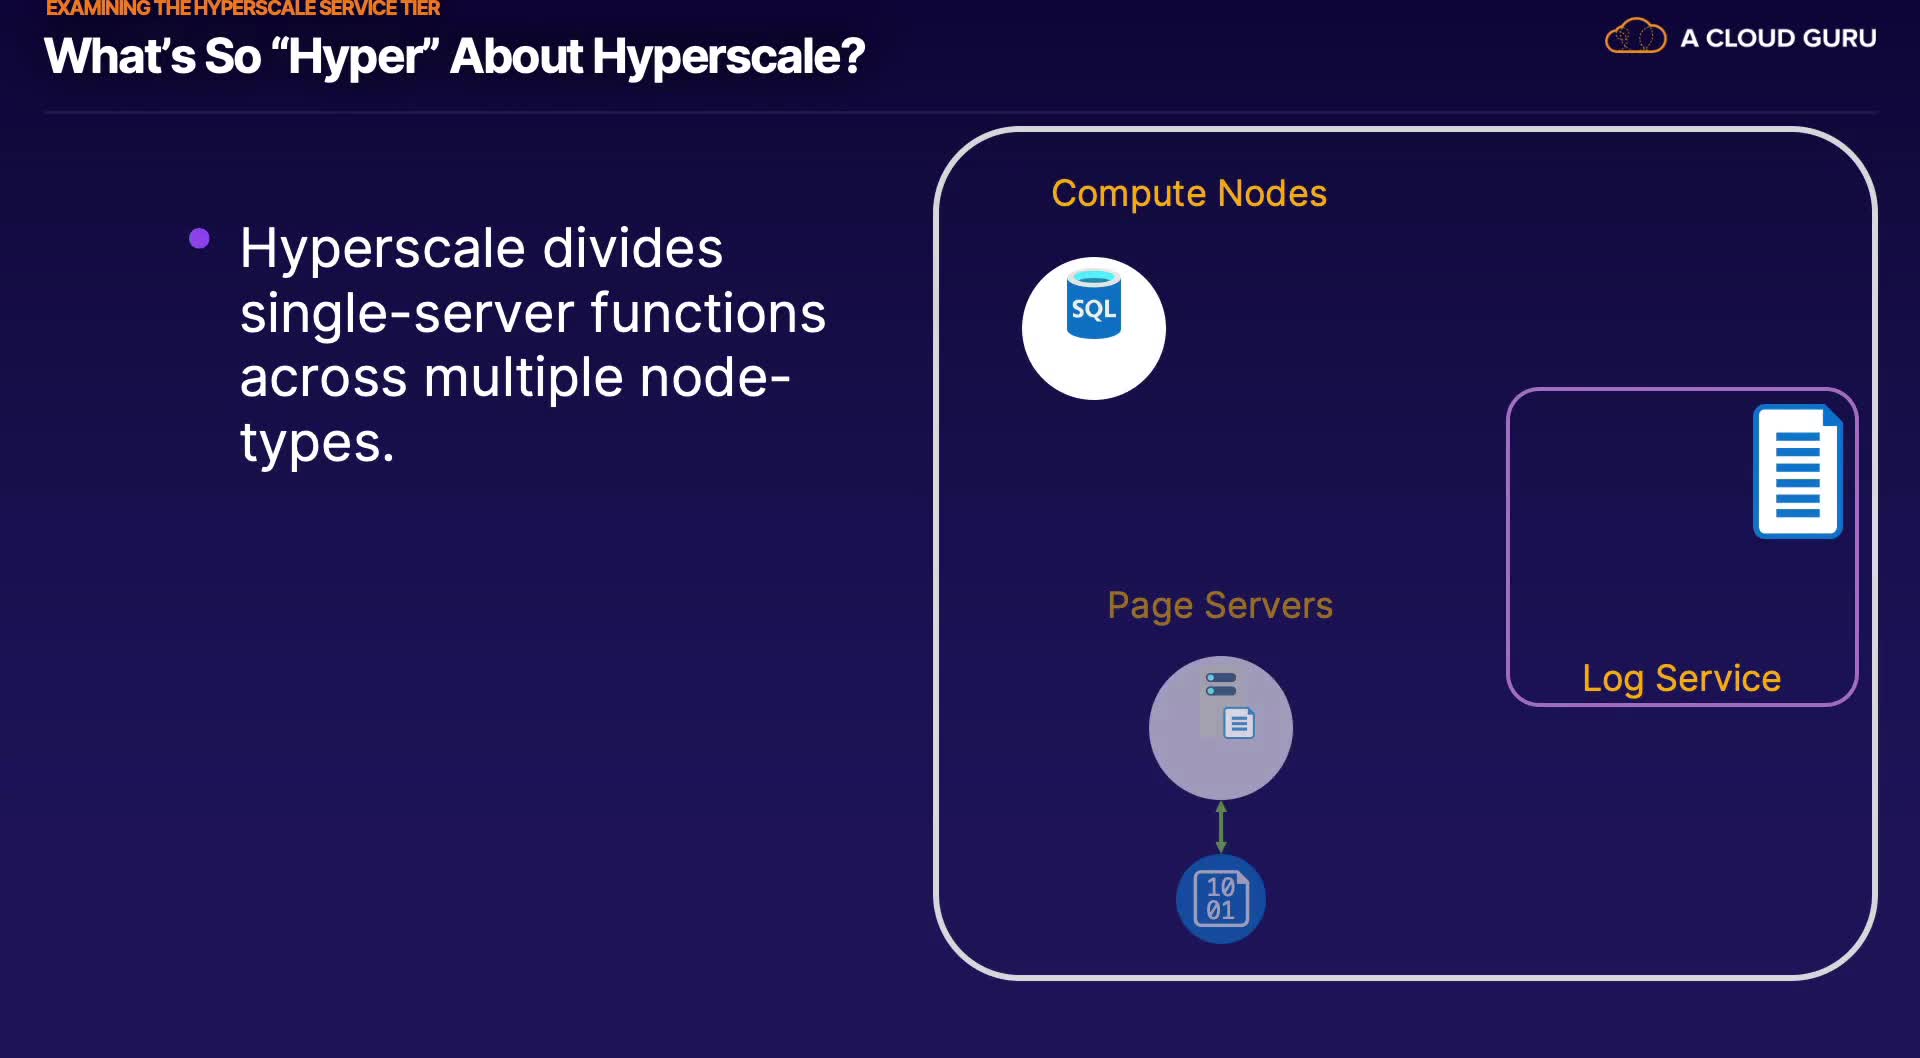 EXAMINING THE HYPERSCALE SERVICE TIER
What's So “Hyper” About Hyperscale?
A CLOUD GURU
Hyperscale divides
single-server functions
across multiple node-
types.
Compute Nodes
SQL
Page Servers
10
01
Log Service